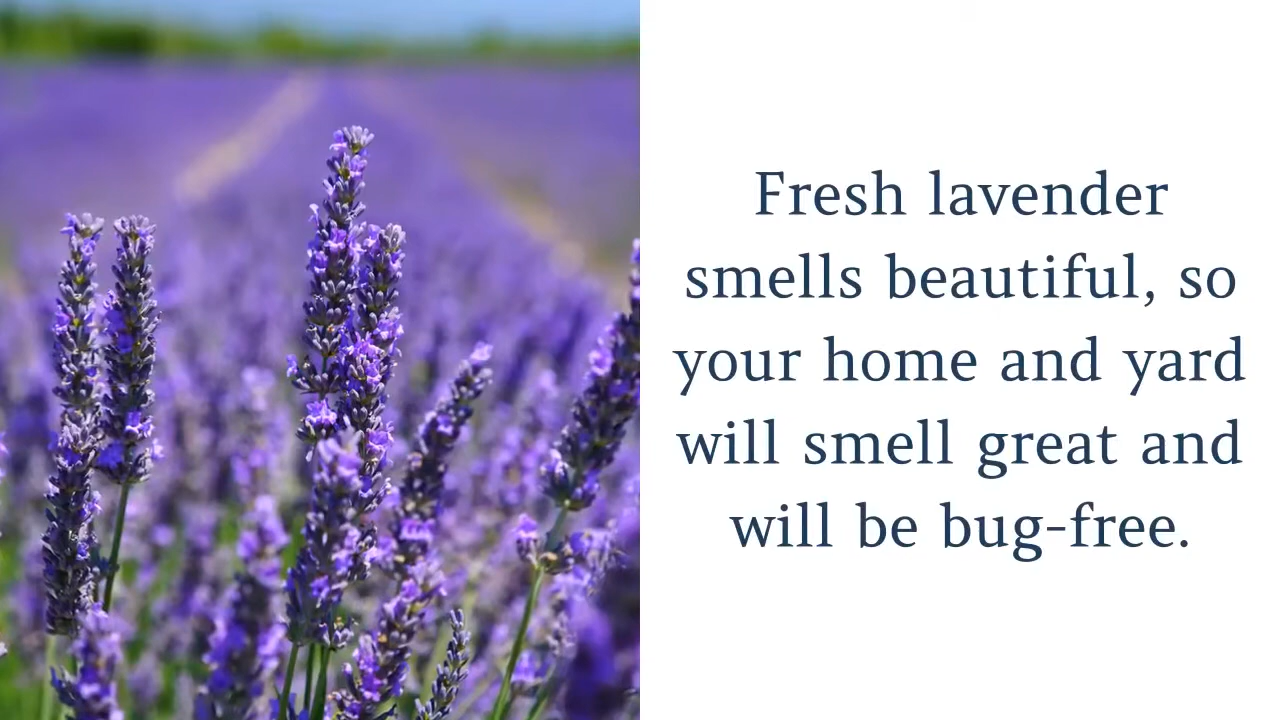 Fresh lavender
smells beautiful, so
your home and yard
will smell great and
will be bug-free.